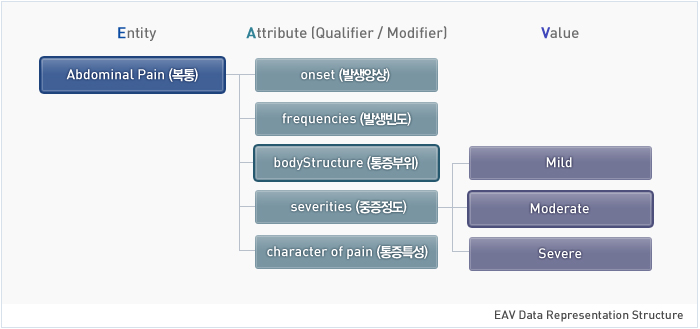 Entity
Attribute (Qualifier / Modifier)
Value
Abdominal Pain (복통)
onset (발생양상)
frequencies (발생빈도)
bodyStructure (통증부위)
severities (중증정도)
character of pain (통증특성)
Mild
Moderate
Severe
EAV Data Representation Structure